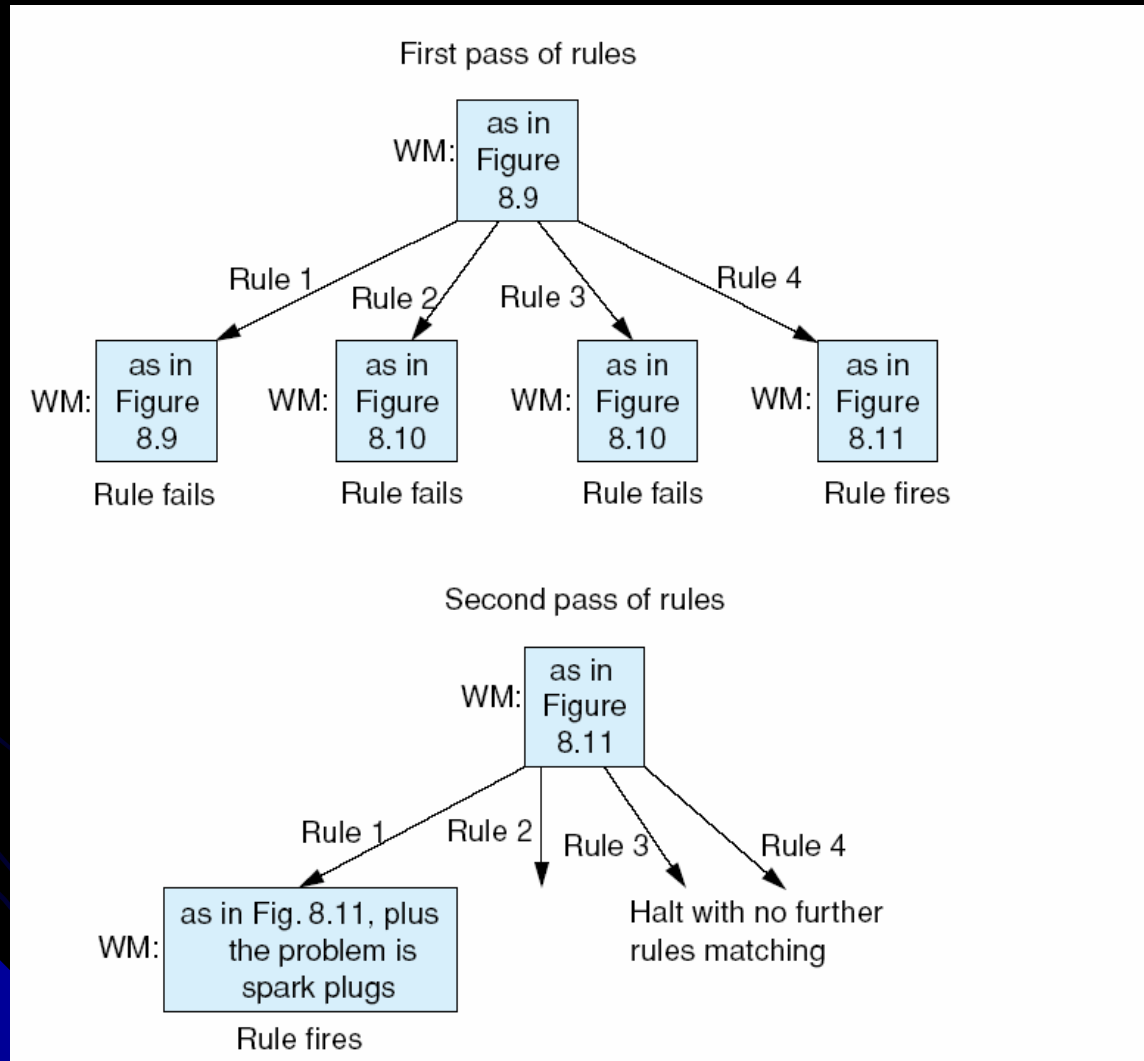 First pass of rules
WM:
as in
Figure
8.9
Rule 1
Rule 2
Rule 3
Rule 4
WM:
as in
Figure
8.9
WM:
as in
Figure
8.10
WM:
as in
Figure
8.10
WM:
as in
Figure
8.11
Rule fails
Rule fails
Rule fails
Rule fires
Second pass of rules
WM:
as in
Figure
8.11
Rule 1
Rule 2
Rule 3
Rule 4
WM:
as in Fig. 8.11, plus
the problem is
spark plugs
Halt with no further
rules matching
Rule fires